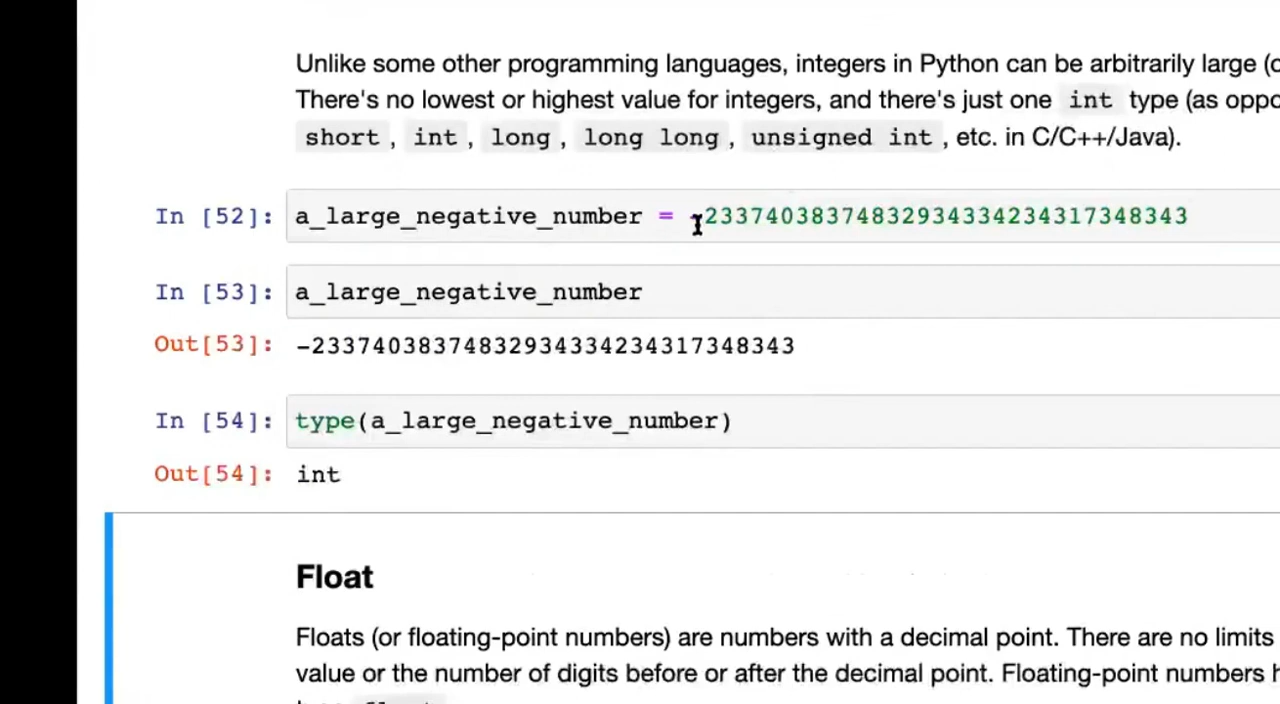 Unlike some other programming languages, integers in Python can be arbitrarily large (
There's no lowest or highest value for integers, and there's just one int type (as oppo
short , int , long , long long , unsigned int , etc. in C/C++/Java).
In [52]: a_large_negative_number = -23374038374832934334234317348343
In [53]: a_large_negative_number
Out[53]: -23374038374832934334234317348343
In [54]: type(a_large_negative_number)
Out[54]: int
Float
Floats (or floating-point numbers) are numbers with a decimal point. There are no limits
value or the number of digits before or after the decimal point. Floating-point numbers